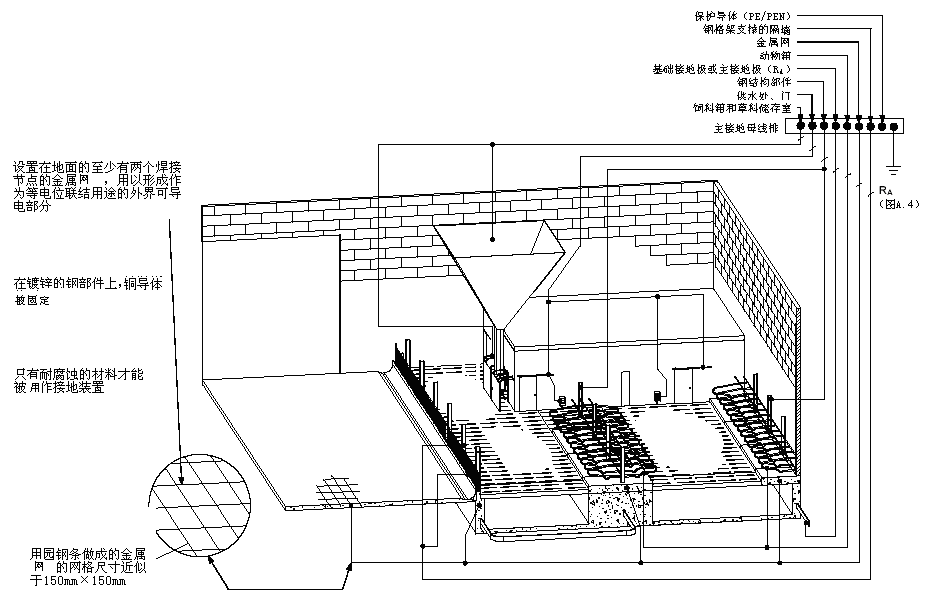 保护导体（PE/PEN）
钢格架支撑的隔墙
金属网
动物箱
基础接地极或主接地极（RA）
钢结构部件
供水处、门
饲料箱和草料储存室
主接地母线排
RA
（图A.4）
设置在地面的至少有两个焊接
节点的金属网 ，用以形成作
为等电位联结用途的外界可导
电部分
在镀锌的钢部件上，铜导体
被固定
只有耐腐蚀的材料才能
被用作接地装置
用园钢条做成的金属
网 的网格尺寸近似
于150mm×150mm